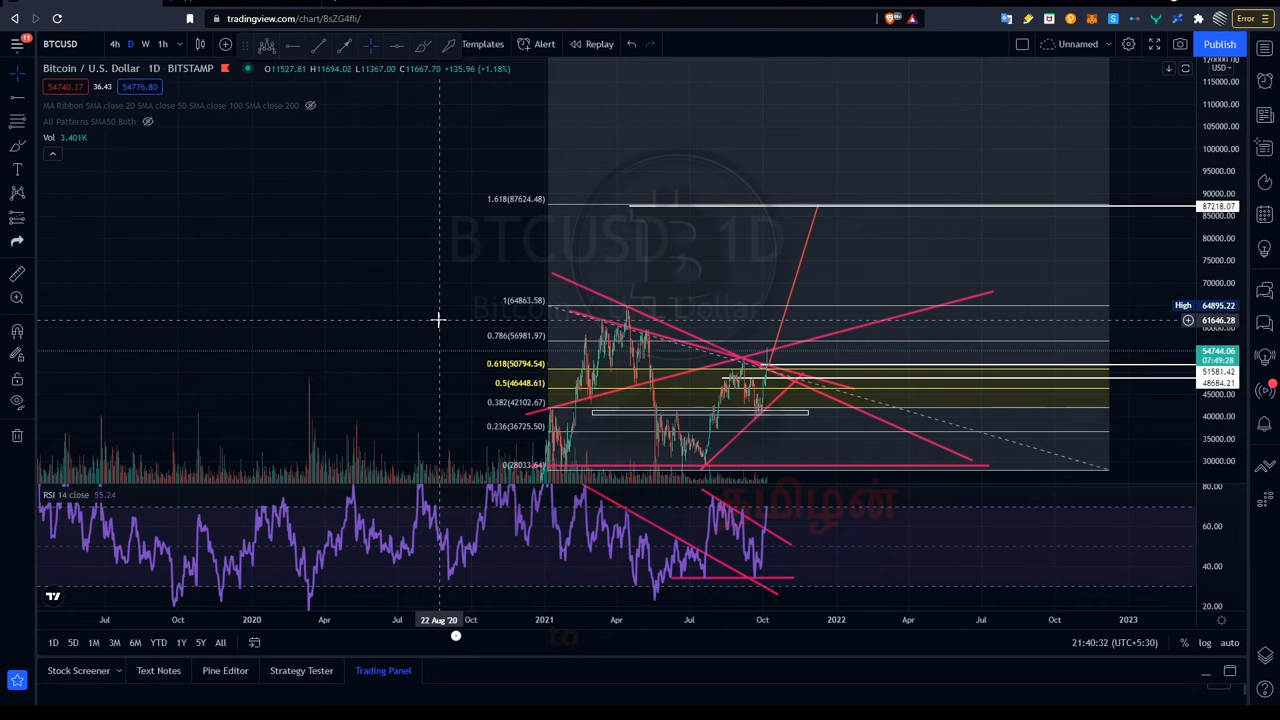 tradingview.com/chart/BsZG4fli/
Error
11
BTCUSD 4h D W 1h Templates Alert Replay Unnamed Publish
Bitcoin / U.S. Dollar · 1D · BITSTAMP O11527.81 H11694.02 L11367.00 C11667.70 +135.96 (+1.18%)
USD
54740.37 36.43 54776.80
MA Ribbon SMA close 20 SMA close 50 SMA close 100 SMA close 200
All Patterns SMA50 Both
Vol 3.401K
BTCUSD, 1D
Bitcoin / U.S. Dollar
1.618(87624.48)
1(64863.58)
0.786(56981.97)
0.618(50794.54)
0.5(46448.61)
0.382(42102.67)
0.236(36725.50)
0(28033.64)
120000.00
115000.00
110000.00
105000.00
100000.00
95000.00
90000.00
87218.07
85000.00
80000.00
75000.00
70000.00
High 64895.22
61646.28
60000.00
54744.06
07:49:28
51581.42
48684.21
45000.00
40000.00
35000.00
30000.00
தமிழன்
RSI 14 close 55.24
80.00
60.00
40.00
20.00
Jul Oct 2020 Apr Jul 22 Aug '20 Oct 2021 Apr Jul Oct 2022 Apr Jul Oct 2023
1D 5D 1M 3M 6M YTD 1Y 5Y All 21:40:32 (UTC+5:30) % log auto
to
Stock Screener Text Notes Pine Editor Strategy Tester Trading Panel